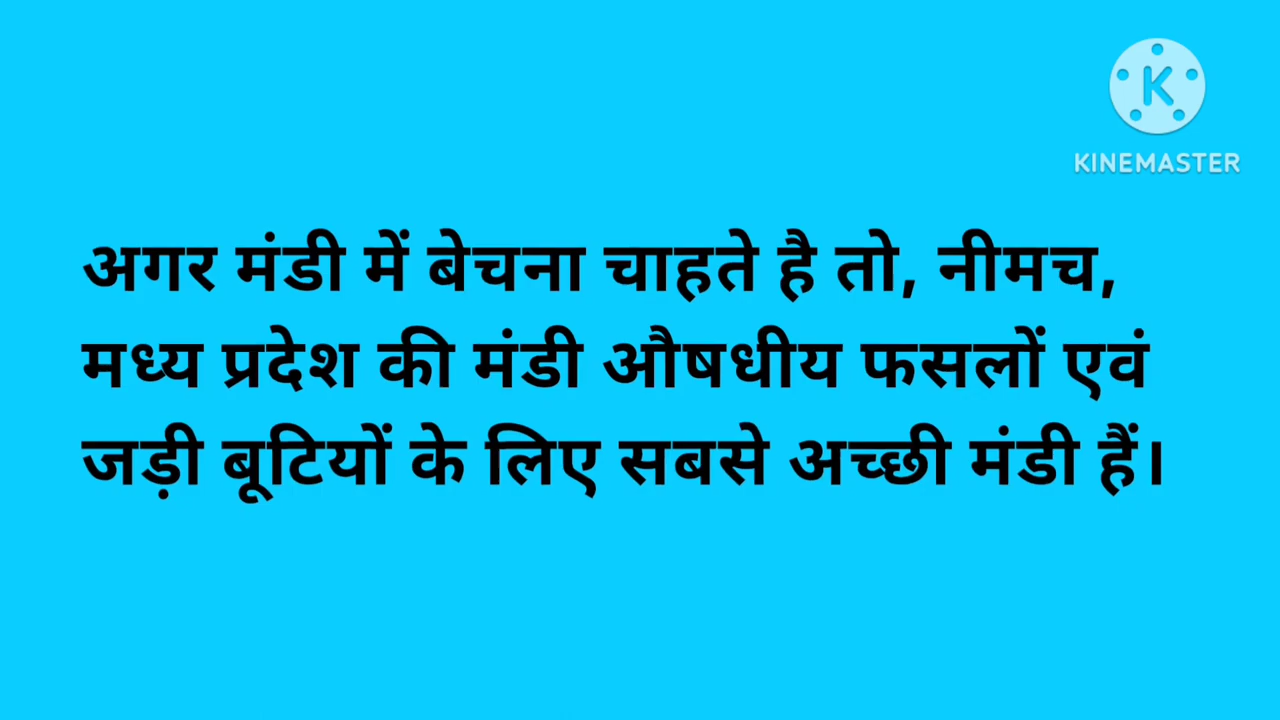 KINEMASTER
अगर मंडी में बेचना चाहते है तो, नीमच,
मध्य प्रदेश की मंडी औषधीय फसलों एवं
जड़ी बूटियों के लिए सबसे अच्छी मंडी हैं।